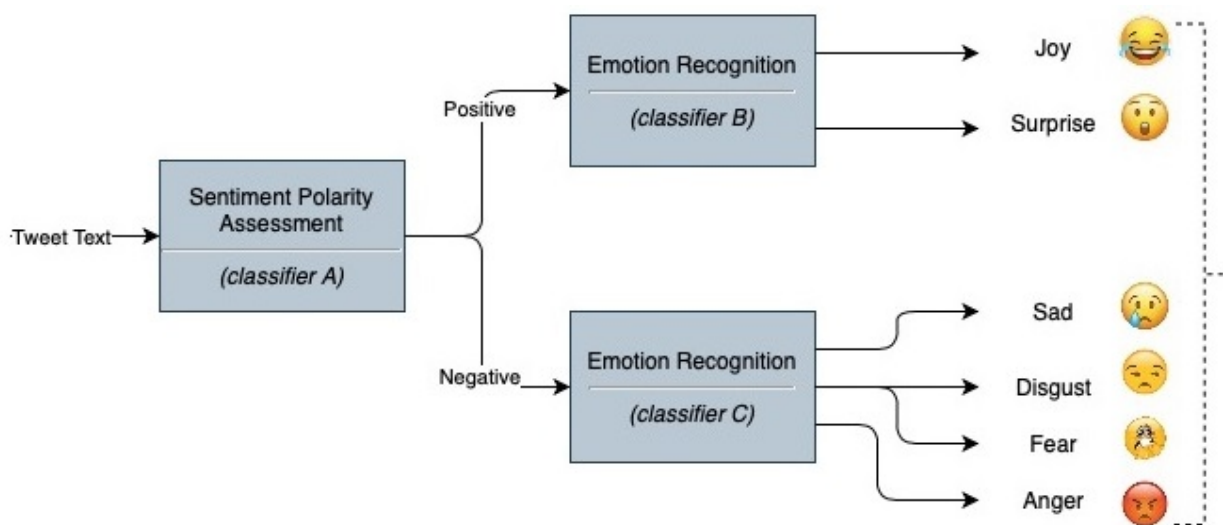 Tweet Text
Sentiment Polarity
Assessment
(classifier A)
Positive
Negative
Emotion Recognition
(classifier B)
Joy
Surprise
Emotion Recognition
(classifier C)
Sad
Disgust
Fear
Anger